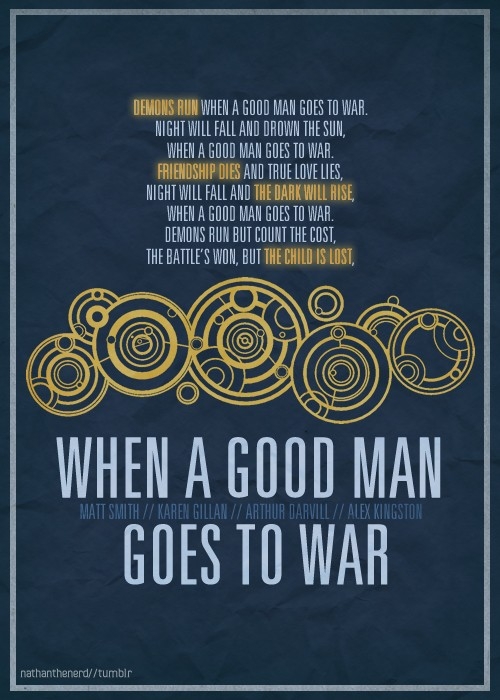 DEMONS RUN WHEN A GOOD MAN GOES TO WAR.
NIGHT WILL FALL AND DROWN THE SUN,
WHEN A GOOD MAN GOES TO WAR.
FRIENDSHIP DIES AND TRUE LOVE LIES,
NIGHT WILL FALL AND THE DARK WILL RISE,
WHEN A GOOD MAN GOES TO WAR.
DEMONS RUN BUT COUNT THE COST,
THE BATTLE'S WON, BUT THE CHILD IS LOST,
WHEN A GOOD MAN
MATT SMITH // KAREN GILLAN // ARTHUR DARVILL // ALEX KINGSTON
GOES TO WAR
nathanthenerd//tumblr